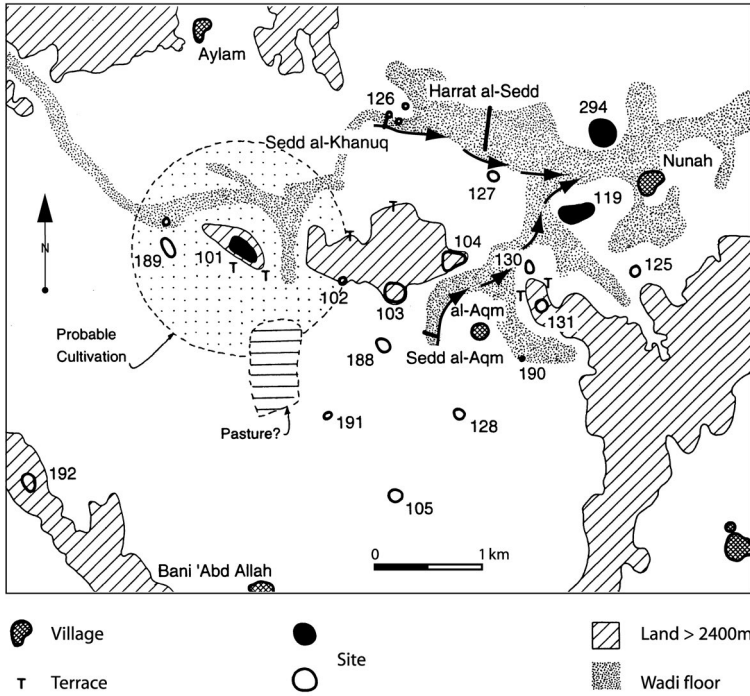 Aylam
126
Harrat al-Sedd
294
Sedd al-Khanuq
Nunah
127
119
N
189
101
T
T
T
T
104
130
125
102
103
T
T
al-Aqm
131
Probable
Cultivation
188
Sedd al-Aqm
190
Pasture?
191
128
192
105
0
1 km
Bani 'Abd Allah
Village
Site
Land > 2400m
T
Terrace
Wadi floor